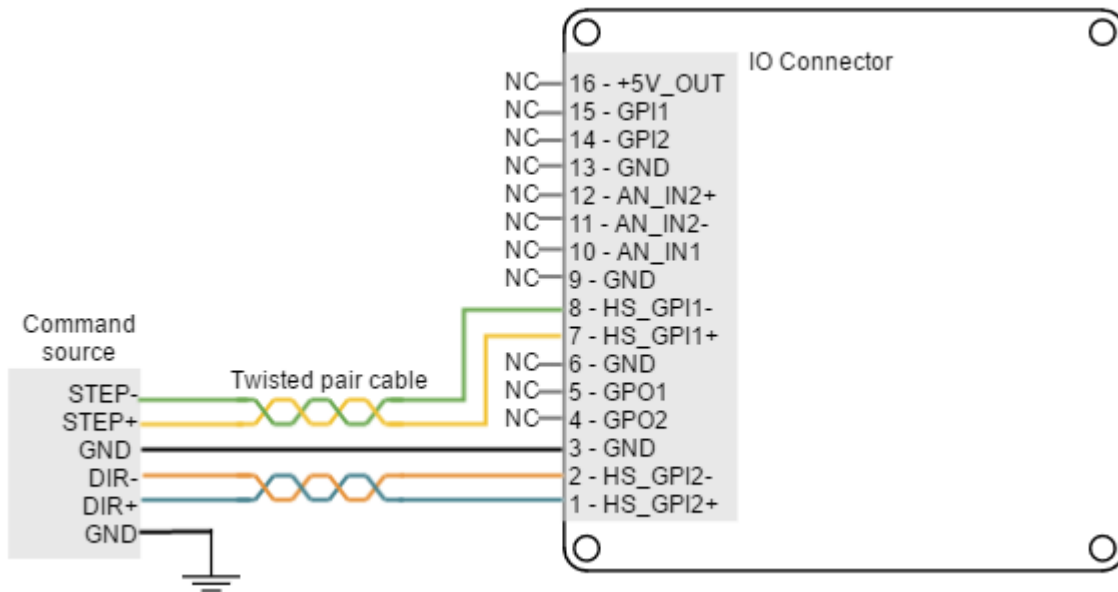 IO Connector
NC 16 - +5V_OUT
NC 15 - GPI1
NC 14 - GPI2
NC 13 - GND
NC 12 - AN_IN2+
NC 11 - AN_IN2-
NC 10 - AN_IN1
NC 9 - GND
8 - HS_GPI1-
7 - HS_GPI1+
NC 6 - GND
NC 5 - GPO1
NC 4 - GPO2
3 - GND
2 - HS_GPI2-
1 - HS_GPI2+
Command
source
Twisted pair cable
STEP-
STEP+
GND
DIR-
DIR+
GND